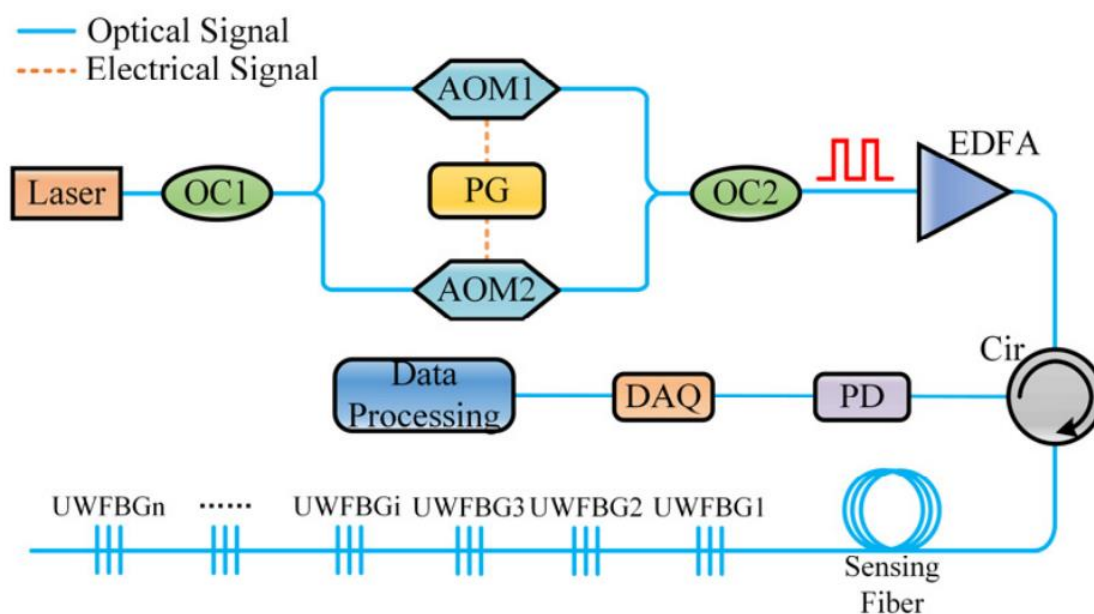 Optical Signal
Electrical Signal
AOM1
EDFA
Laser
OC1
PG
OC2
AOM2
Cir
Data
Processing
DAQ
PD
UWFBGn
......
UWFBGi
UWFBG3
UWFBG2
UWFBG1
Sensing
Fiber